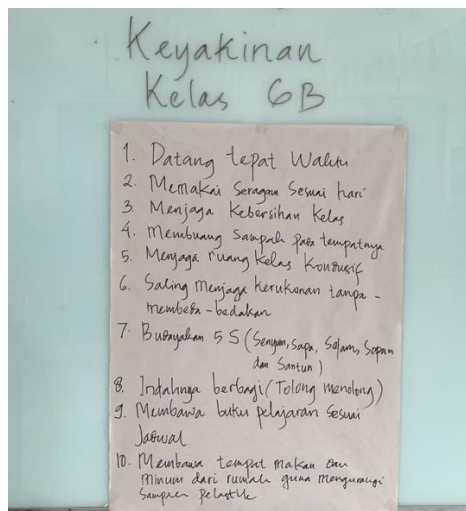 Keyakinan
Kelas 6B
1. Datang tepat Waktu
2. Memakai Seragam Sesuai hari
3. Menjaga Kebersihan Kelas
4. Membuang Sampah pada tempatnya
5. Menjaga ruang kelas Kondusif
6. Saling menjaga kerukunan tanpa -
membeda - bedakan
7. Budayakan 5 S (Senyum, Sapa, Salam, Sopan
dan Santun)
8. Indahnya berbagi (Tolong menolong)
9. Membawa buku pelajaran Sesuai
Jadwal
10. Membawa tempat makan dan
minum dari rumah guna mengurangi
Sampah pelastik